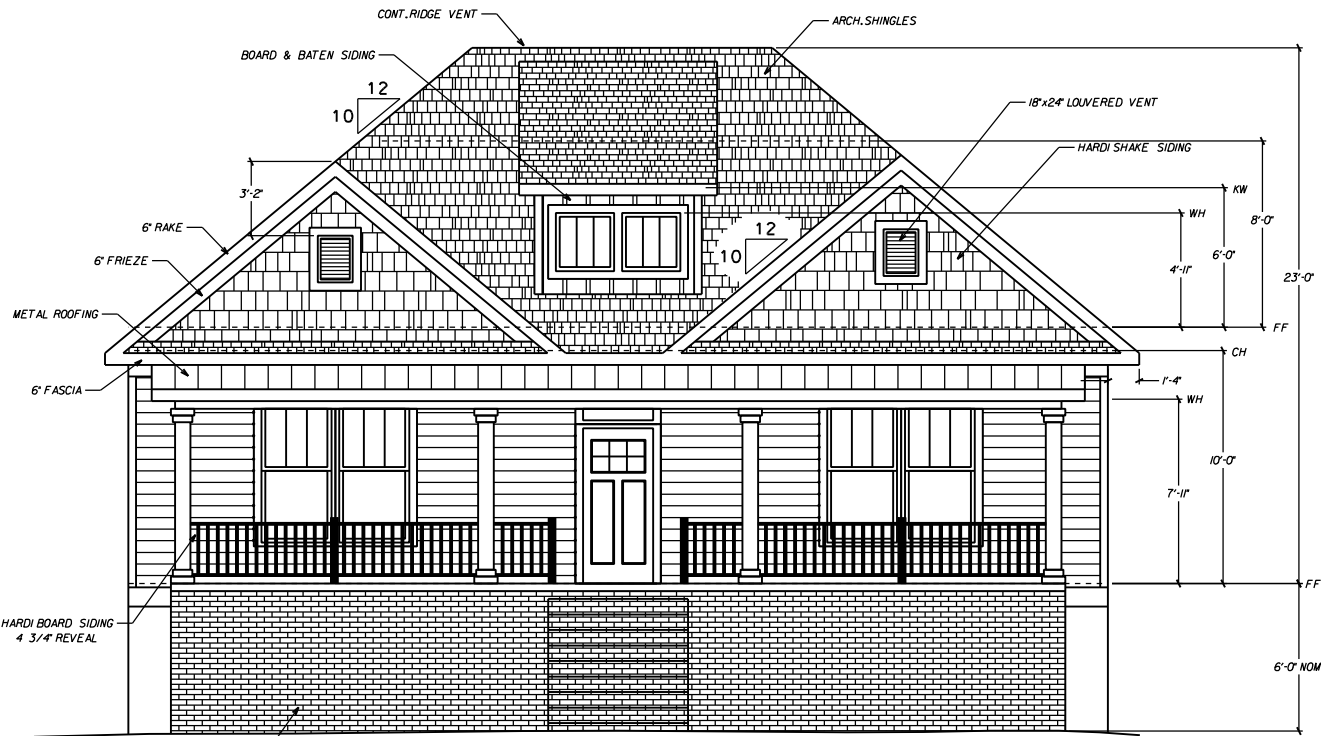 CONT. RIDGE VENT
ARCH. SHINGLES
BOARD & BATEN SIDING
12
10
18"x24" LOUVERED VENT
HARDI SHAKE SIDING
3'-2"
KW
WH
8'-0"
6" RAKE
12
10
6'-0"
4'-11"
6" FRIEZE
23'-0"
METAL ROOFING
FF
CH
6" FASCIA
1'-4"
WH
10'-0"
7'-11"
FF
HARDI BOARD SIDING
4 3/4" REVEAL
6'-0" NOM